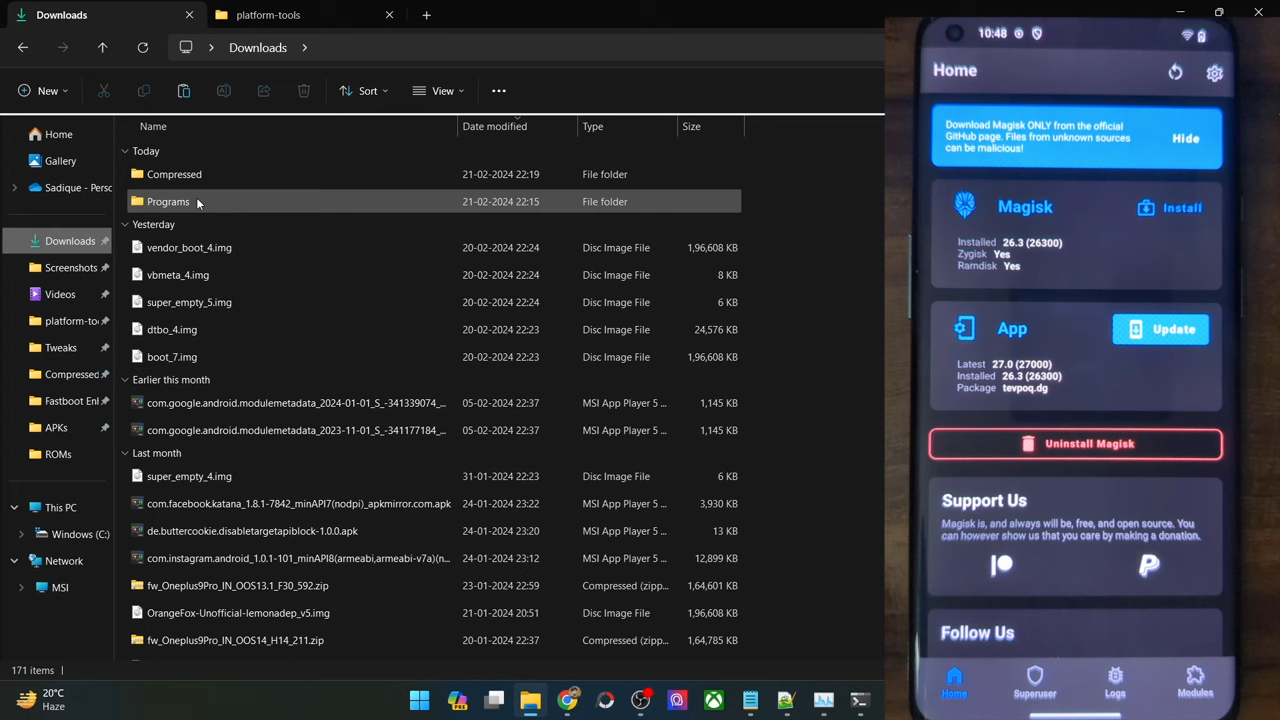 Downloads
platform-tools
Downloads
New
Sort
View
Name
Date modified
Type
Size
Home
Gallery
Sadique - Persc
Downloads
Screenshots
Videos
platform-to
Tweaks
Compressed
Fastboot Enl
APKs
ROMs
This PC
Windows (C:)
Network
MSI
Today
Compressed 21-02-2024 22:19 File folder
Programs 21-02-2024 22:15 File folder
Yesterday
vendor_boot_4.img 20-02-2024 22:24 Disc Image File 1,96,608 KB
vbmeta_4.img 20-02-2024 22:24 Disc Image File 8 KB
super_empty_5.img 20-02-2024 22:24 Disc Image File 6 KB
dtbo_4.img 20-02-2024 22:23 Disc Image File 24,576 KB
boot_7.img 20-02-2024 22:23 Disc Image File 1,96,608 KB
Earlier this month
com.google.android.modulemetadata_2024-01-01_S_-341339074_... 05-02-2024 22:37 MSI App Player 5 ... 1,145 KB
com.google.android.modulemetadata_2023-11-01_S_-341177184_... 05-02-2024 22:37 MSI App Player 5 ... 1,145 KB
Last month
super_empty_4.img 31-01-2024 22:23 Disc Image File 6 KB
com.facebook.katana_1.8.1-7842_minAPI7(nodpi)_apkmirror.com.apk 24-01-2024 23:22 MSI App Player 5 ... 3,930 KB
de.buttercookie.disabletargetapiblock-1.0.0.apk 24-01-2024 23:20 MSI App Player 5 ... 13 KB
com.instagram.android_1.0.1-101_minAPI8(armeabi,armeabi-v7a)(n... 24-01-2024 23:12 MSI App Player 5 ... 12,899 KB
fw_Oneplus9Pro_IN_OOS13.1_F30_592.zip 23-01-2024 22:59 Compressed (zipp... 1,64,601 KB
OrangeFox-Unofficial-lemonadep_v5.img 21-01-2024 20:51 Disc Image File 1,96,608 KB
fw_Oneplus9Pro_IN_OOS14_H14_211.zip 20-01-2024 22:37 Compressed (zipp... 1,64,785 KB
171 items
20°C
Haze
PRE
10:48
Home
Download Magisk ONLY from the official
GitHub page. Files from unknown sources
can be malicious!
Hide
Magisk
Install
Installed 26.3 (26300)
Zygisk Yes
Ramdisk Yes
App
Update
Latest 27.0 (27000)
Installed 26.3 (26300)
Package tevpoq.dg
Uninstall Magisk
Support Us
Magisk is, and always will be, free, and open source. You
can however show us that you care by making a donation.
Follow Us
Home
Superuser
Logs
Modules